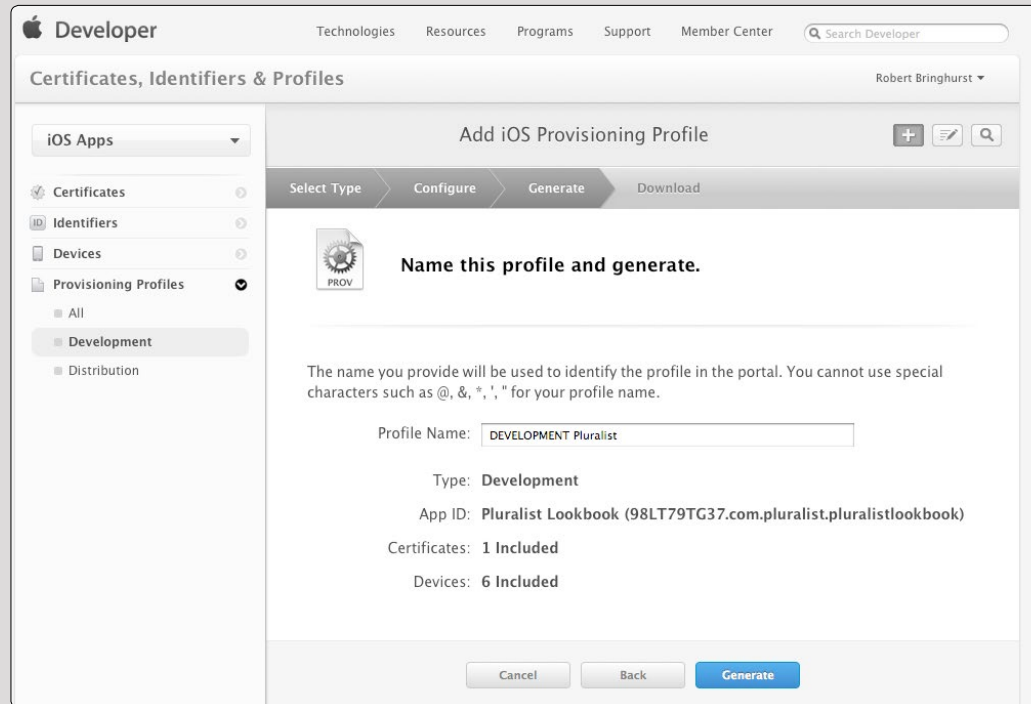 Developer
Technologies Resources Programs Support Member Center Search Developer
Certificates, Identifiers & Profiles
Robert Bringhurst
iOS Apps
Certificates
ID Identifiers
Devices
Provisioning Profiles
All
Development
Distribution
Add iOS Provisioning Profile
Select Type Configure Generate Download
PROV
Name this profile and generate.
The name you provide will be used to identify the profile in the portal. You cannot use special
characters such as @, &, *, ', " for your profile name.
Profile Name: DEVELOPMENT Pluralist
Type: Development
App ID: Pluralist Lookbook (98LT79TG37.com.pluralist.pluralistlookbook)
Certificates: 1 Included
Devices: 6 Included
Cancel Back Generate